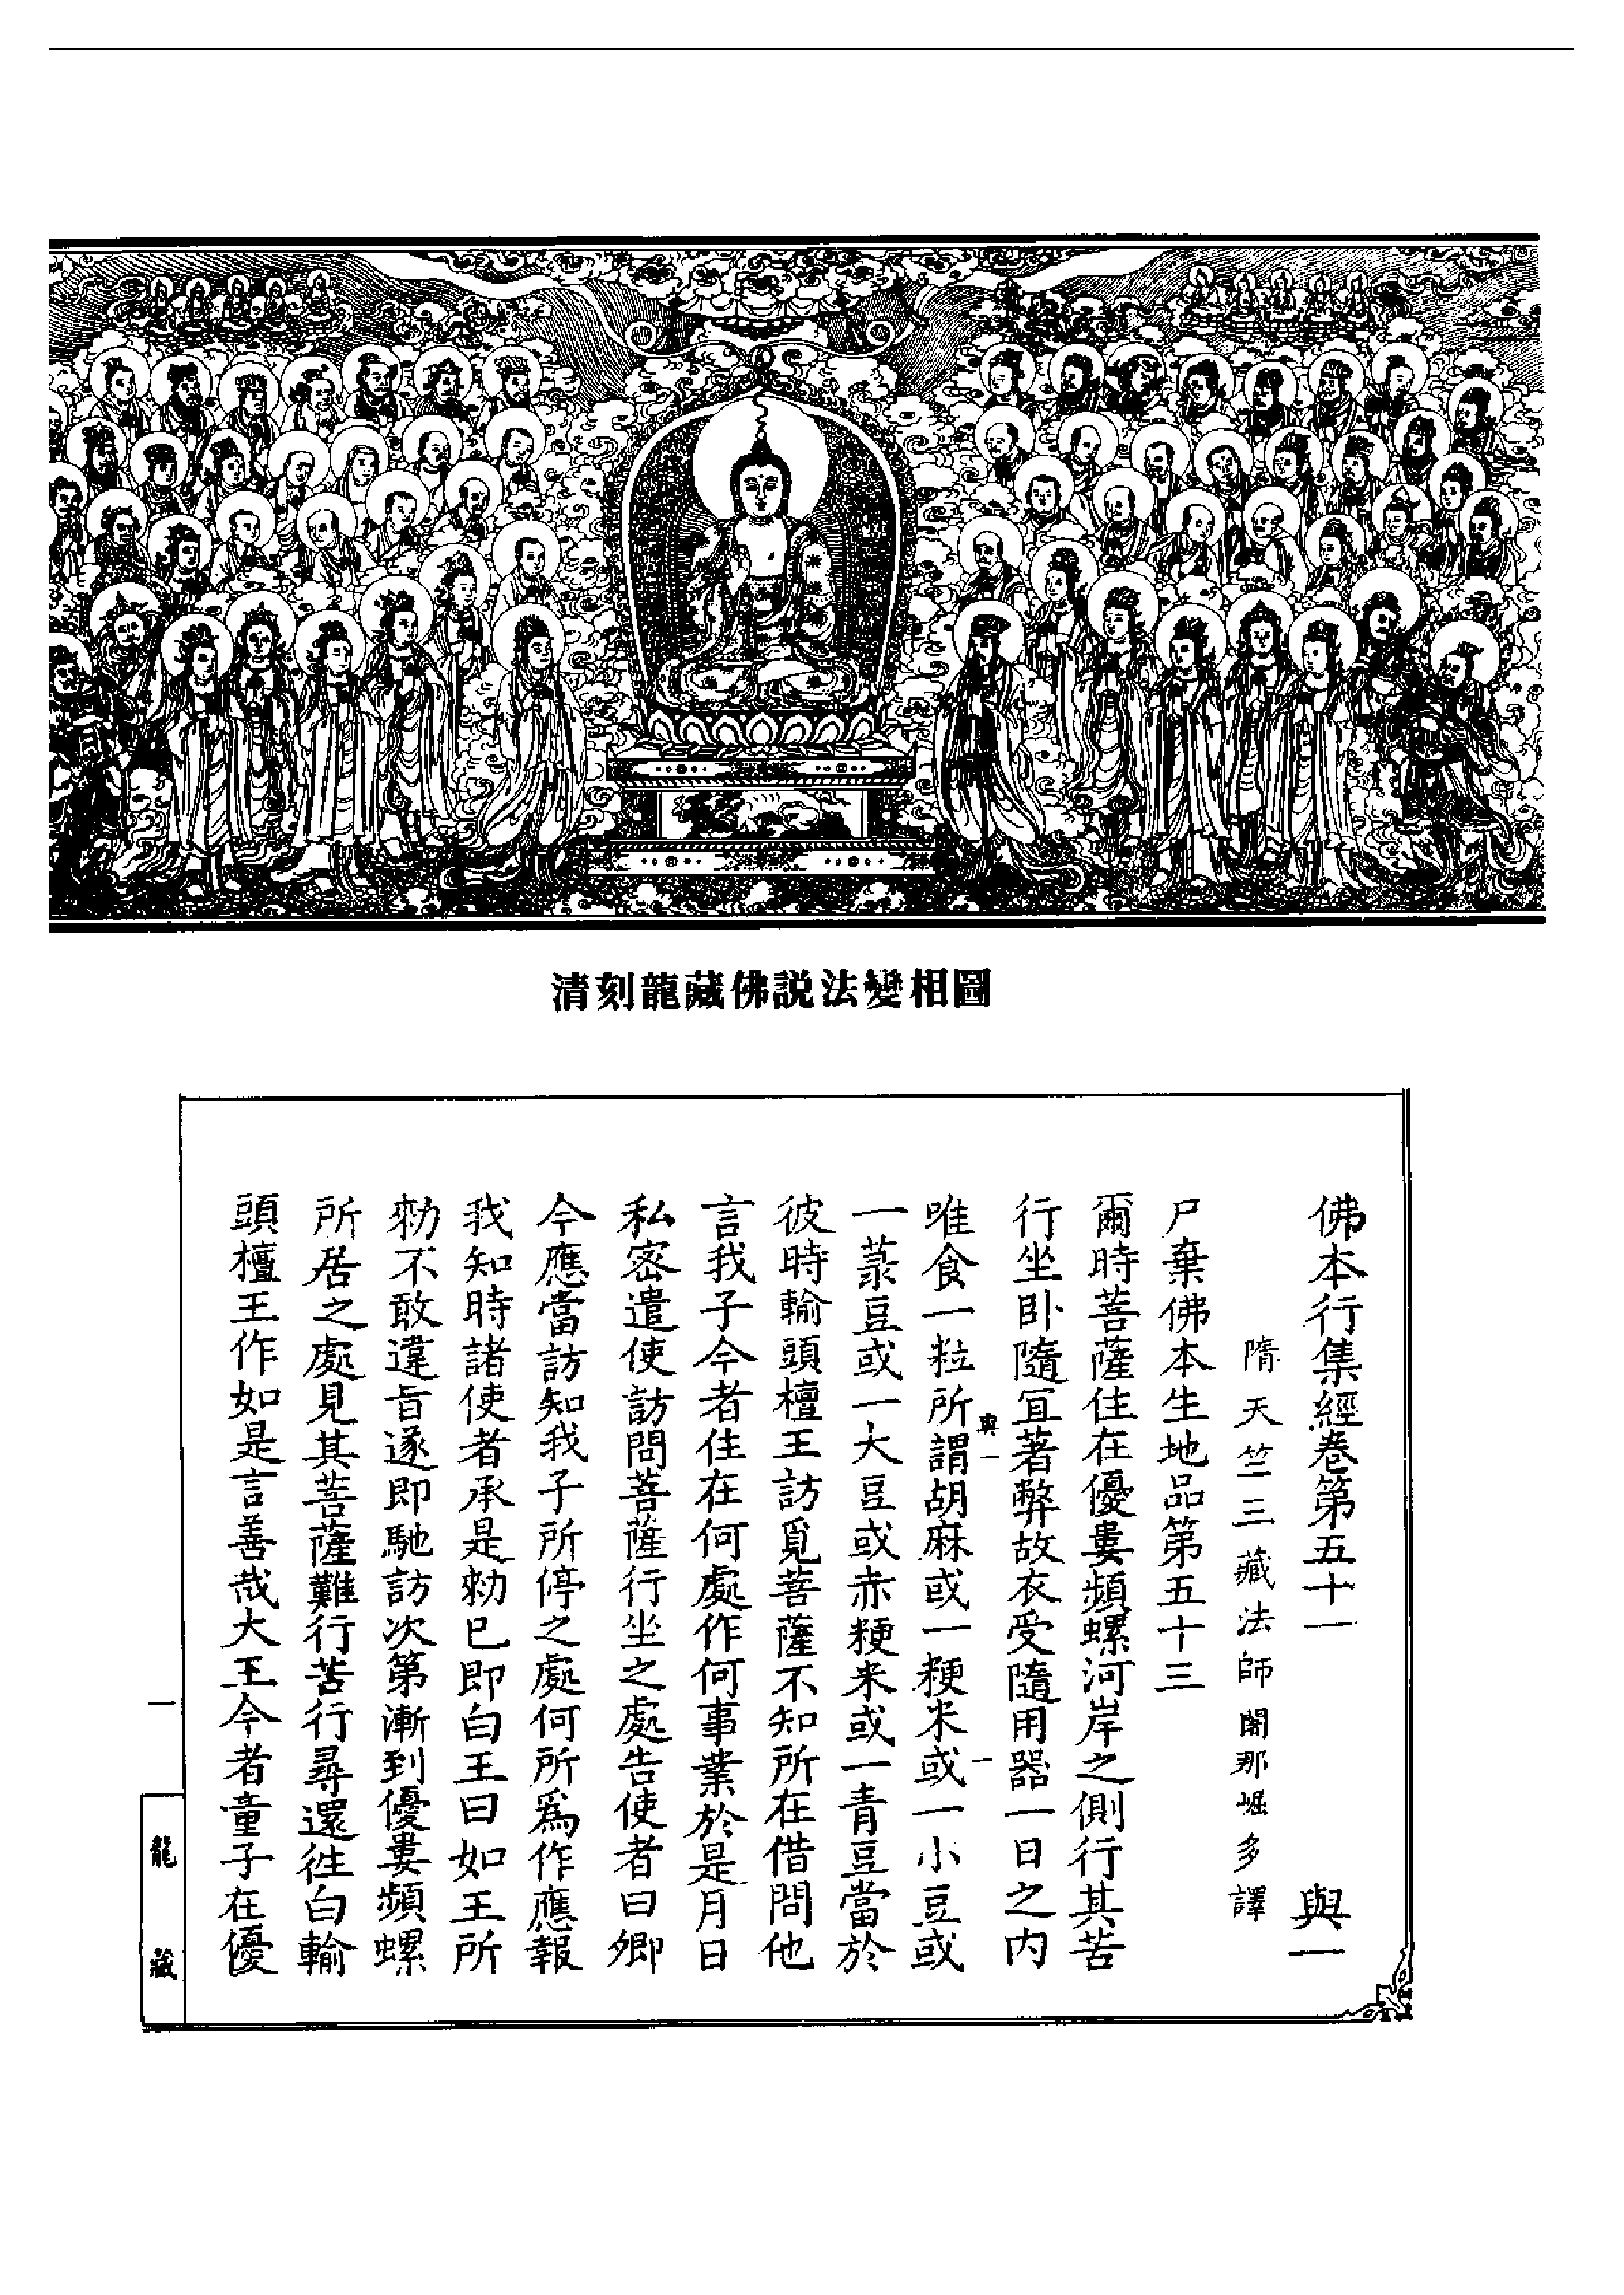 清刻龍藏佛説法變相圖
佛本行集經卷第五十一　與一
隋天竺三藏法師闍那崛多譯
尸棄佛本生地品第五十三
爾時菩薩住在優婁頻螺河岸之側行其苦
行坐卧隨宜著弊故衣受隨用器一日之内
唯食一粒所謂胡麻或一粳米或一小豆或
與一
一
一菉豆或一大豆或赤粳米或一青豆當於
彼時輸頭檀王訪覓菩薩不知所在借問他
言我子今者住在何處作何事業於是月日
私密遣使訪問菩薩行坐之處告使者曰卿
今應當訪知我子所停之處何所爲作應報
我知時諸使者承是勑已即白王曰如王所
勑不敢違旨遂即馳訪次第漸到優婁頻螺
所居之處見其菩薩難行苦行尋還往白輸
頭檀王作如是言善哉大王今者童子在優
一
龍藏